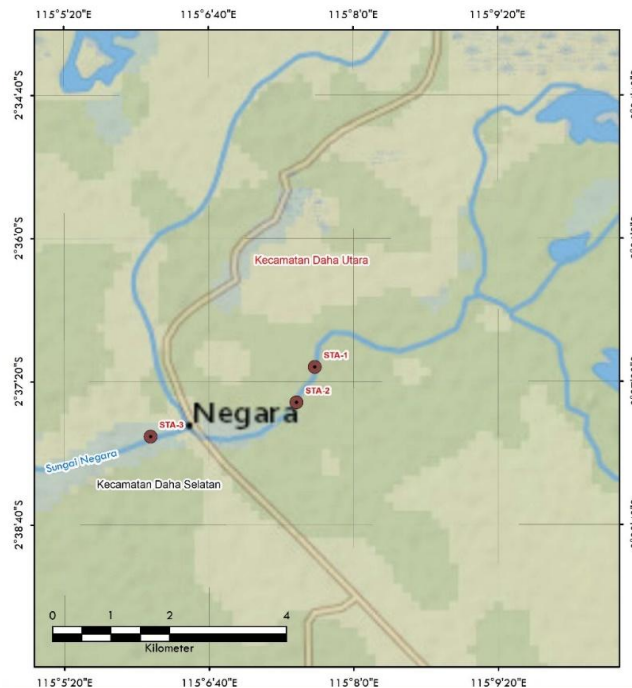 115°5'20"E 115°6'40"E 115°8'0"E 115°9'20"E
2°34'40"S
2°36'0"S
Kecamatan Daha Utara
STA-1
2°37'20"S
STA-2
Negara
STA-3
Sungai Negara
Kecamatan Daha Selatan
2°38'40"S
0 1 2 4
Kilometer
115°5'20"E 115°6'40"E 115°8'0"E 115°9'20"E